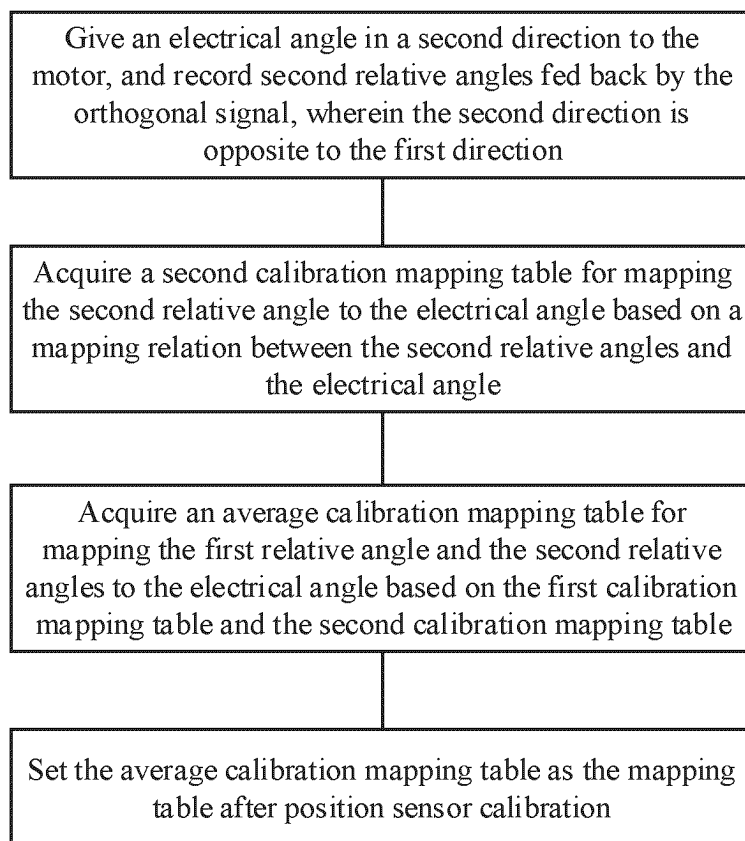 Give an electrical angle in a second direction to the
motor, and record second relative angles fed back by the
orthogonal signal, wherein the second direction is
opposite to the first direction
Acquire a second calibration mapping table for mapping
the second relative angle to the electrical angle based on a
mapping relation between the second relative angles and
the electrical angle
Acquire an average calibration mapping table for
mapping the first relative angle and the second relative
angles to the electrical angle based on the first calibration
mapping table and the second calibration mapping table
Set the average calibration mapping table as the mapping
table after position sensor calibration